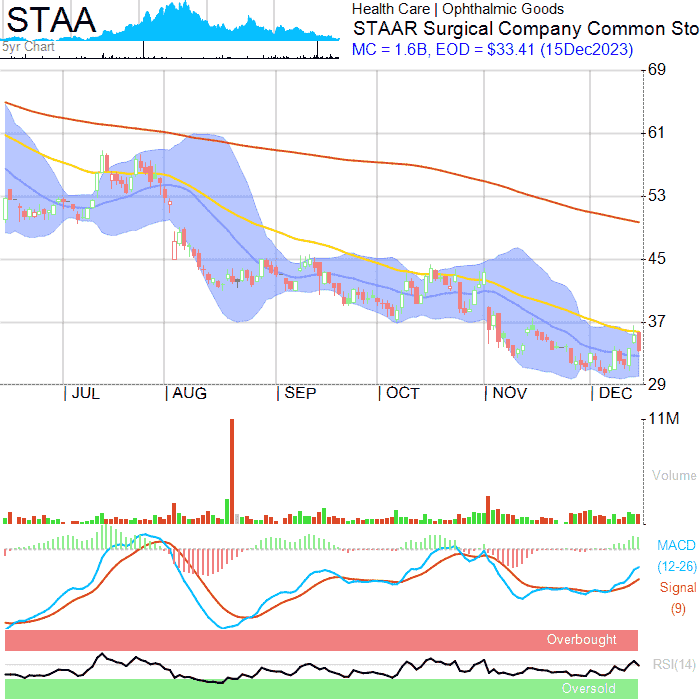 STAA
5yr Chart
Health Care | Ophthalmic Goods
STAAR Surgical Company Common Sto
MC = 1.6B, EOD = $33.41 (15Dec2023)
69
61
53
45
37
29
JUL AUG SEP OCT NOV DEC
11M
Volume
MACD
(12-26)
Signal
(9)
Overbought
RSI(14)
Oversold